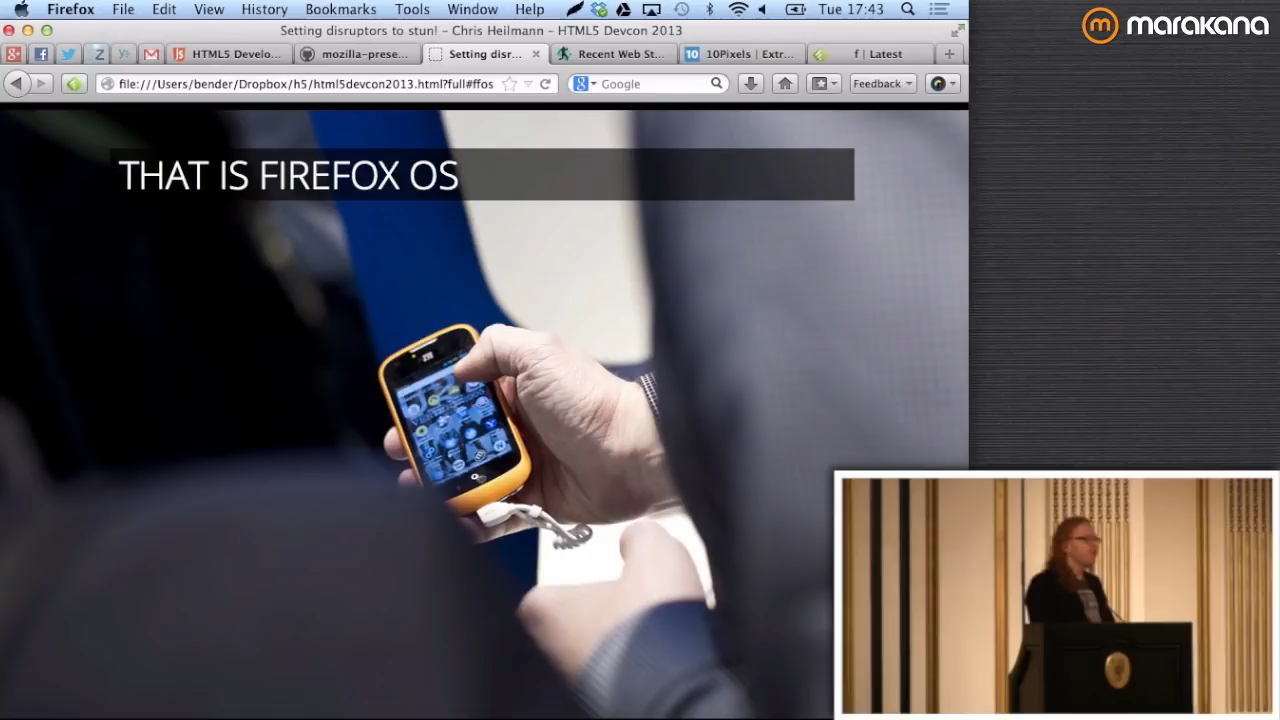 Firefox File Edit View History Bookmarks Tools Window Help Tue 17:43
marakana
Setting disruptors to stun! – Chris Heilmann – HTML5 Devcon 2013
HTML5 Develo... mozilla-prese... Setting disr... Recent Web St... 10Pixels | Extr... f | Latest
file:///Users/bender/Dropbox/h5/html5devcon2013.html?full#ffos Google Feedback
THAT IS FIREFOX OS
ZTE